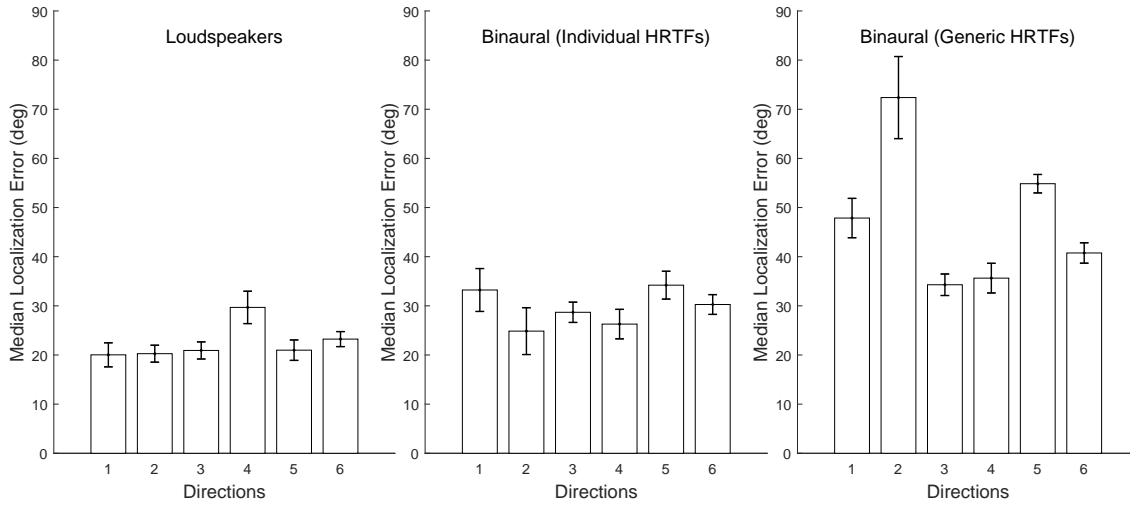 Loudspeakers
Median Localization Error (deg)
90
80
70
60
50
40
30
20
10
0
1 2 3 4 5 6
Directions
Binaural (Individual HRTFs)
Median Localization Error (deg)
90
80
70
60
50
40
30
20
10
0
1 2 3 4 5 6
Directions
Binaural (Generic HRTFs)
Median Localization Error (deg)
90
80
70
60
50
40
30
20
10
0
1 2 3 4 5 6
Directions